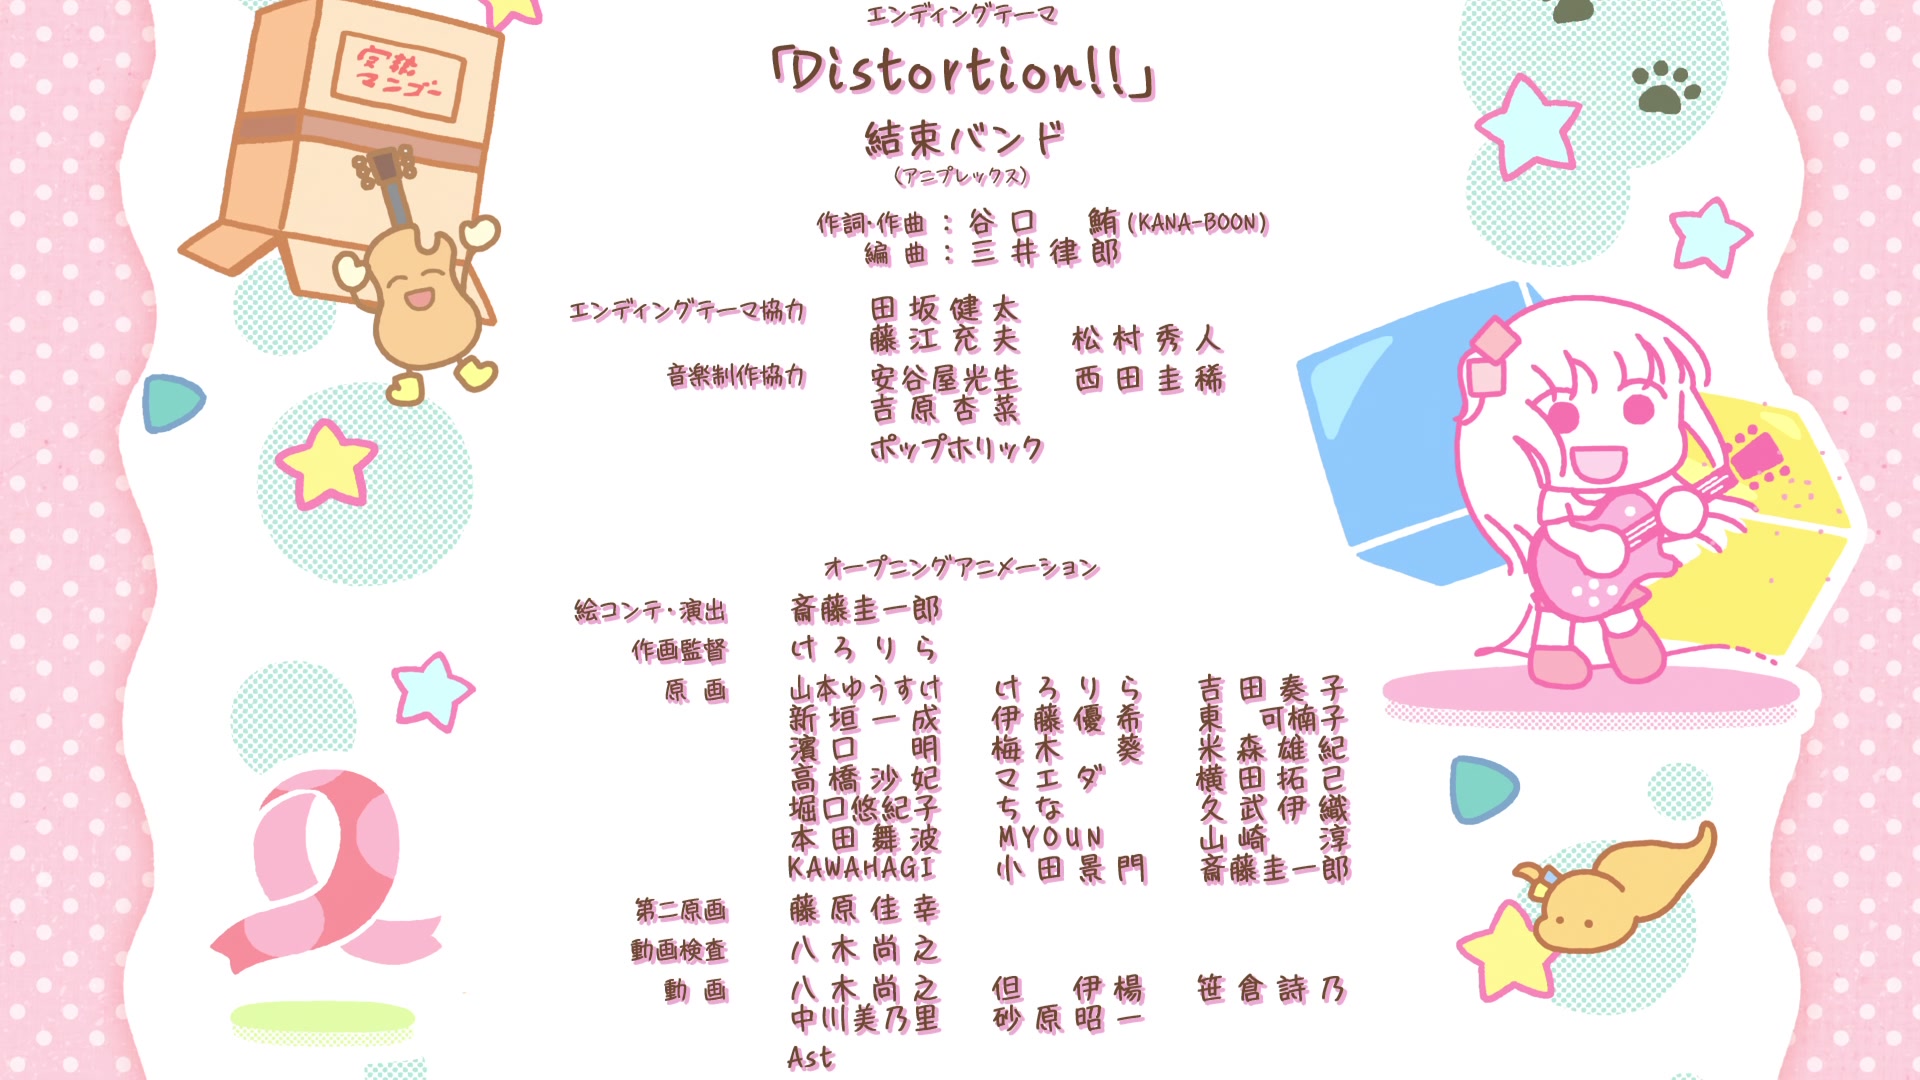 完熟
マンゴー
エンディングテーマ
「Distortion!!」
結束バンド
(アニプレックス)
作詞・作曲 : 谷口 鮪(KANA-BOON)
編曲 : 三井律郎
エンディングテーマ協力 田坂健太
藤江充夫 松村秀人
音楽制作協力 安谷屋光生 西田圭稀
吉原杏菜
ポップホリック
オープニングアニメーション
絵コンテ・演出 斎藤圭一郎
作画監督 けろりら
原画 山本ゆうすけ けろりら 吉田奏子
新垣一成 伊藤優希 東 可楠子
濱口 明 梅木 葵 米森雄紀
高橋沙妃 マエダ 横田拓己
堀口悠紀子 ちな 久武伊織
本田舞波 MYOUN 山崎 淳
KAWAHAGI 小田景門 斎藤圭一郎
第二原画 藤原佳幸
動画検査 八木尚之
動画 八木尚之 但 伊楊 笹倉詩乃
中川美乃里 砂原昭一
Ast